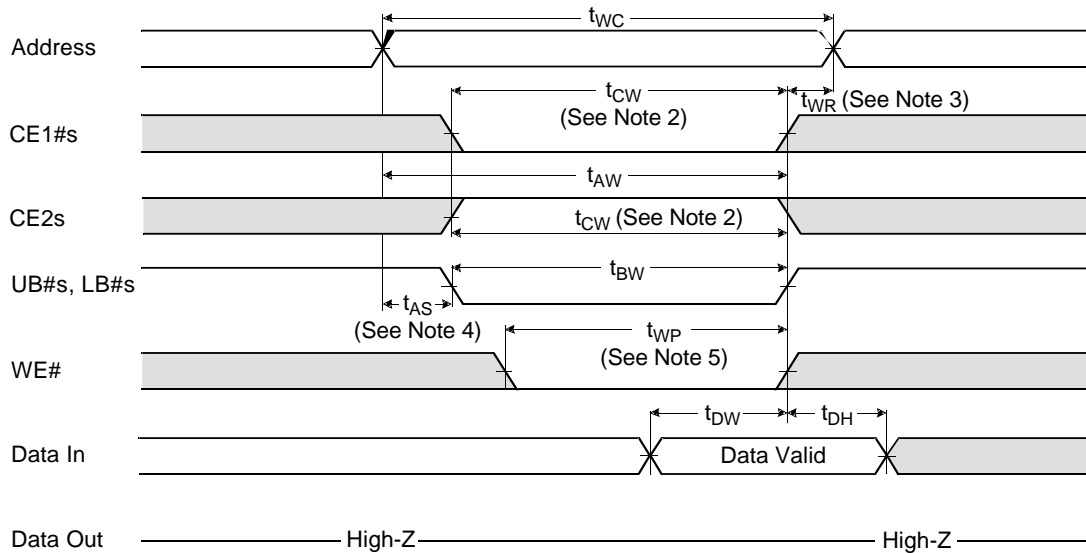 tWC
Address
tCW
(See Note 2)
tWR (See Note 3)
CE1#s
tAW
CE2s
tCW (See Note 2)
UB#s, LB#s
tBW
tAS
(See Note 4)
tWP
(See Note 5)
WE#
tDW
tDH
Data In
Data Valid
Data Out
High-Z
High-Z